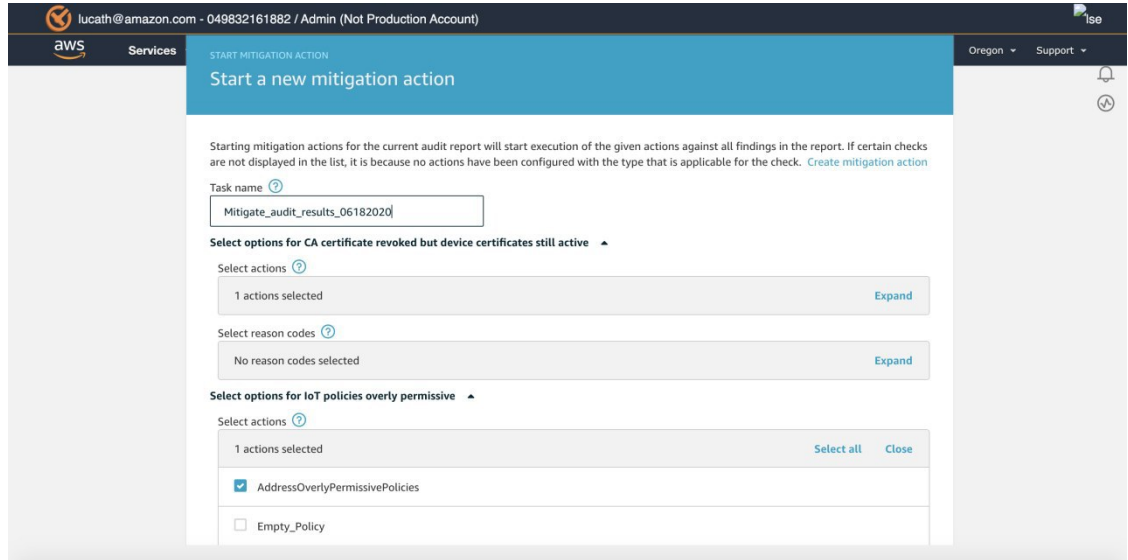 lucath@amazon.com - 049832161882 / Admin (Not Production Account)
Ise
aws
Services
Oregon
Support
START MITIGATION ACTION
Start a new mitigation action
Starting mitigation actions for the current audit report will start execution of the given actions against all findings in the report. If certain checks
are not displayed in the list, it is because no actions have been configured with the type that is applicable for the check. Create mitigation action
Task name ?
Mitigate_audit_results_06182020
Select options for CA certificate revoked but device certificates still active
Select actions ?
1 actions selected
Expand
Select reason codes ?
No reason codes selected
Expand
Select options for IoT policies overly permissive
Select actions ?
1 actions selected
Select all
Close
AddressOverlyPermissivePolicies
Empty_Policy